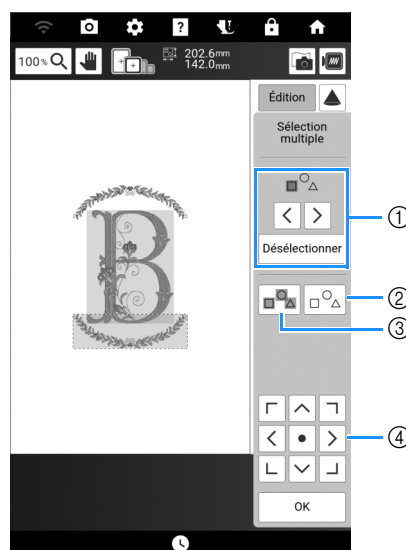 ?
100% 202.6mm
142.0mm
Édition
Sélection
multiple
①
Désélectionner
②
③
④
OK